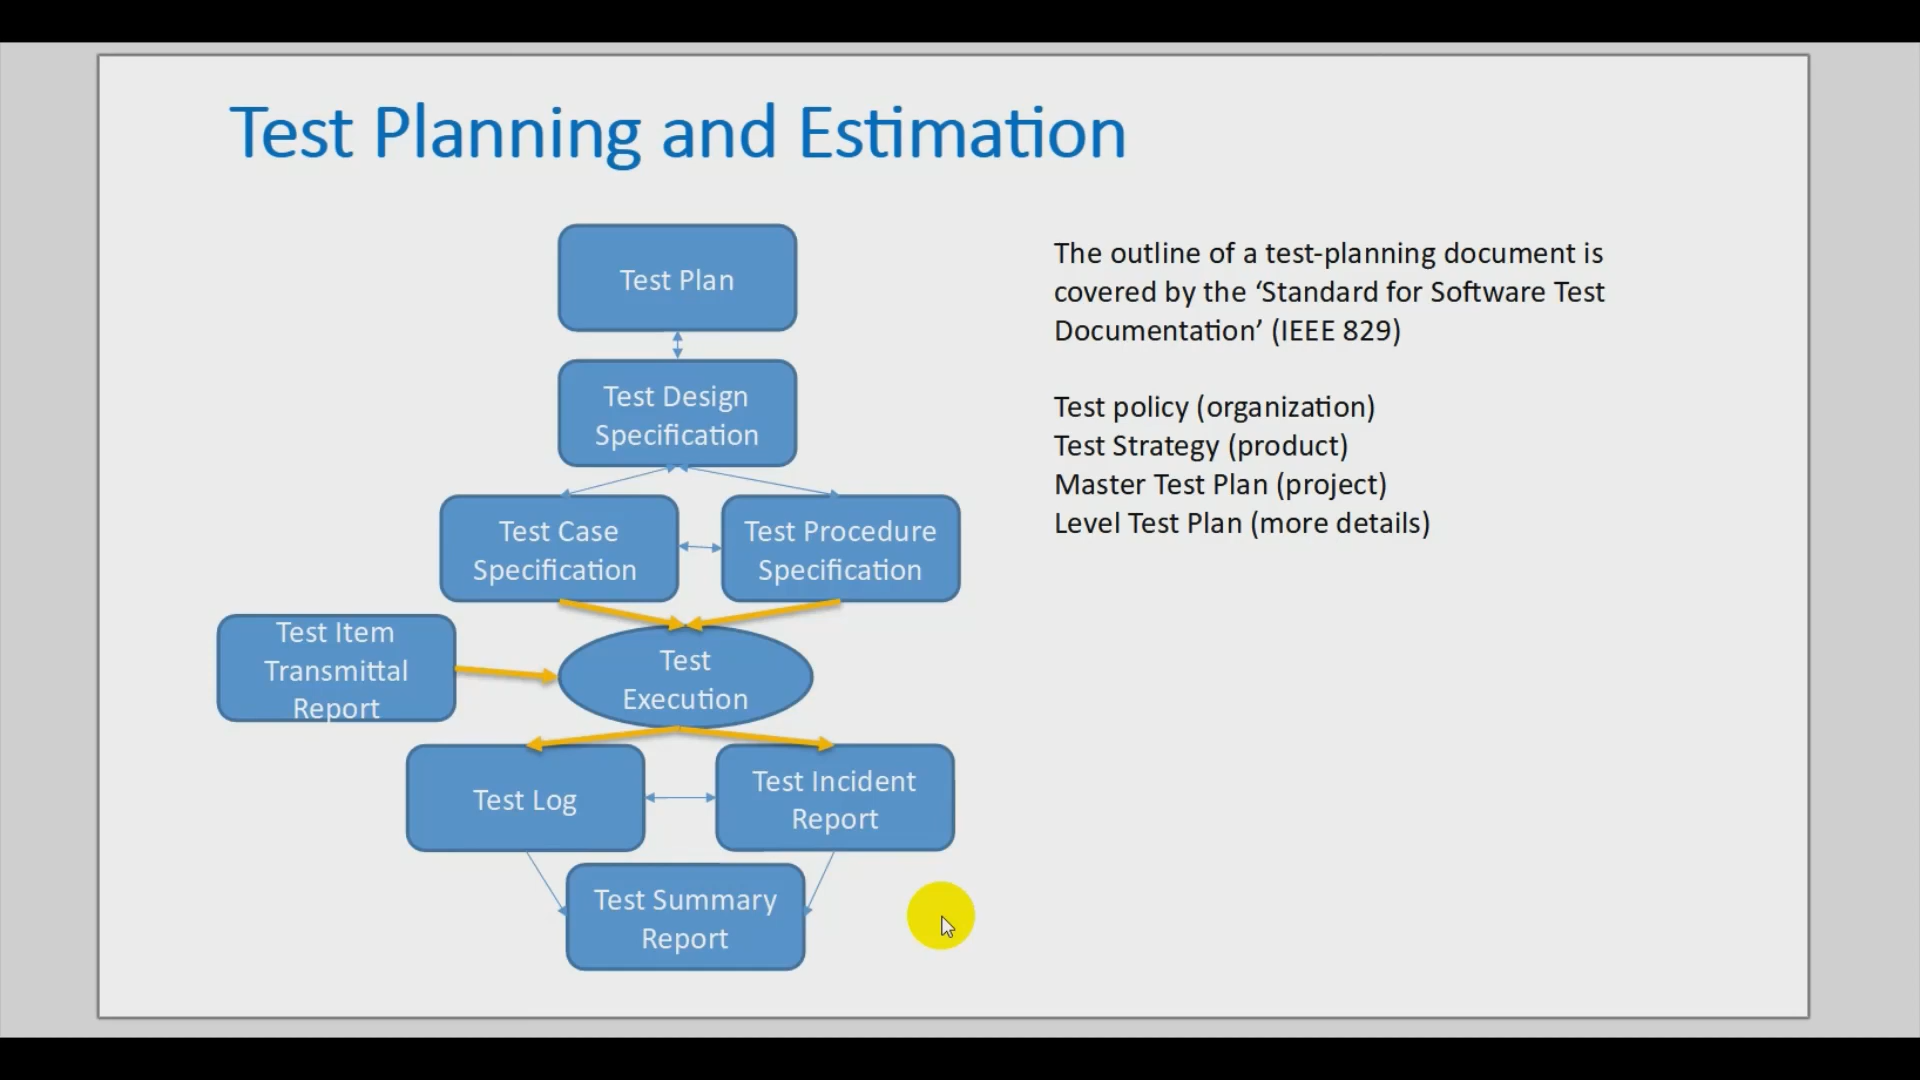 Test Planning and Estimation
Test Plan
Test Design
Specification
Test Case
Specification
Test Procedure
Specification
Test Item
Transmittal
Report
Test
Execution
Test Log
Test Incident
Report
Test Summary
Report
The outline of a test-planning document is
covered by the ‘Standard for Software Test
Documentation’ (IEEE 829)
Test policy (organization)
Test Strategy (product)
Master Test Plan (project)
Level Test Plan (more details)